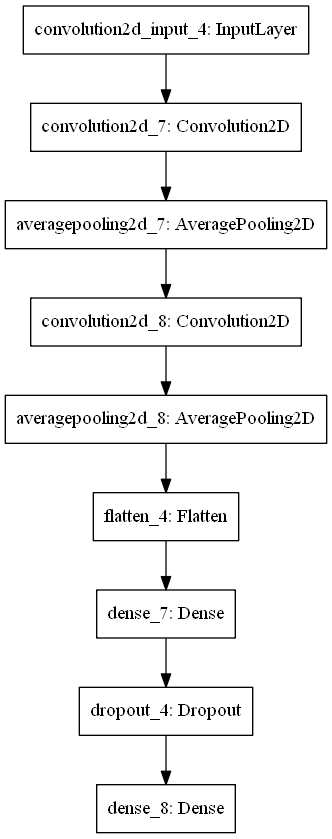 convolution2d_input_4: InputLayer
convolution2d_7: Convolution2D
averagepooling2d_7: AveragePooling2D
convolution2d_8: Convolution2D
averagepooling2d_8: AveragePooling2D
flatten_4: Flatten
dense_7: Dense
dropout_4: Dropout
dense_8: Dense